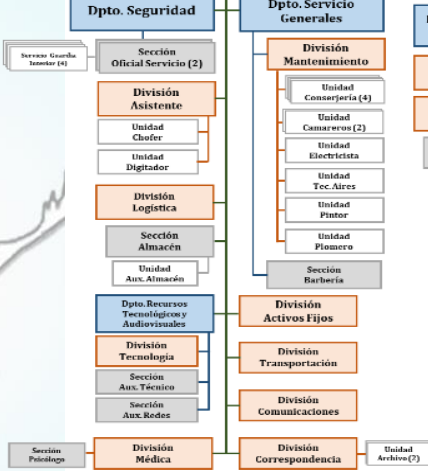 Dpto. Seguridad
Servicio Guardia
Interior (4)
Sección
Oficial Servicio (2)
División
Asistente
Unidad
Chofer
Unidad
Digitador
División
Logística
Sección
Almacén
Unidad
Aux. Almacén
Dpto. Recursos
Tecnológicos y
Audiovisuales
División
Tecnología
Sección
Aux. Técnico
Sección
Aux. Redes
Sección
Psicólogo
División
Médica
Dpto. Servicio
Generales
División
Mantenimiento
Unidad
Conserjería (4)
Unidad
Camareros (2)
Unidad
Electricista
Unidad
Tec. Aires
Unidad
Pintor
Unidad
Plomero
Sección
Barbería
División
Activos Fijos
División
Transportación
División
Comunicaciones
División
Correspondencia
Unidad
Archivo (2)